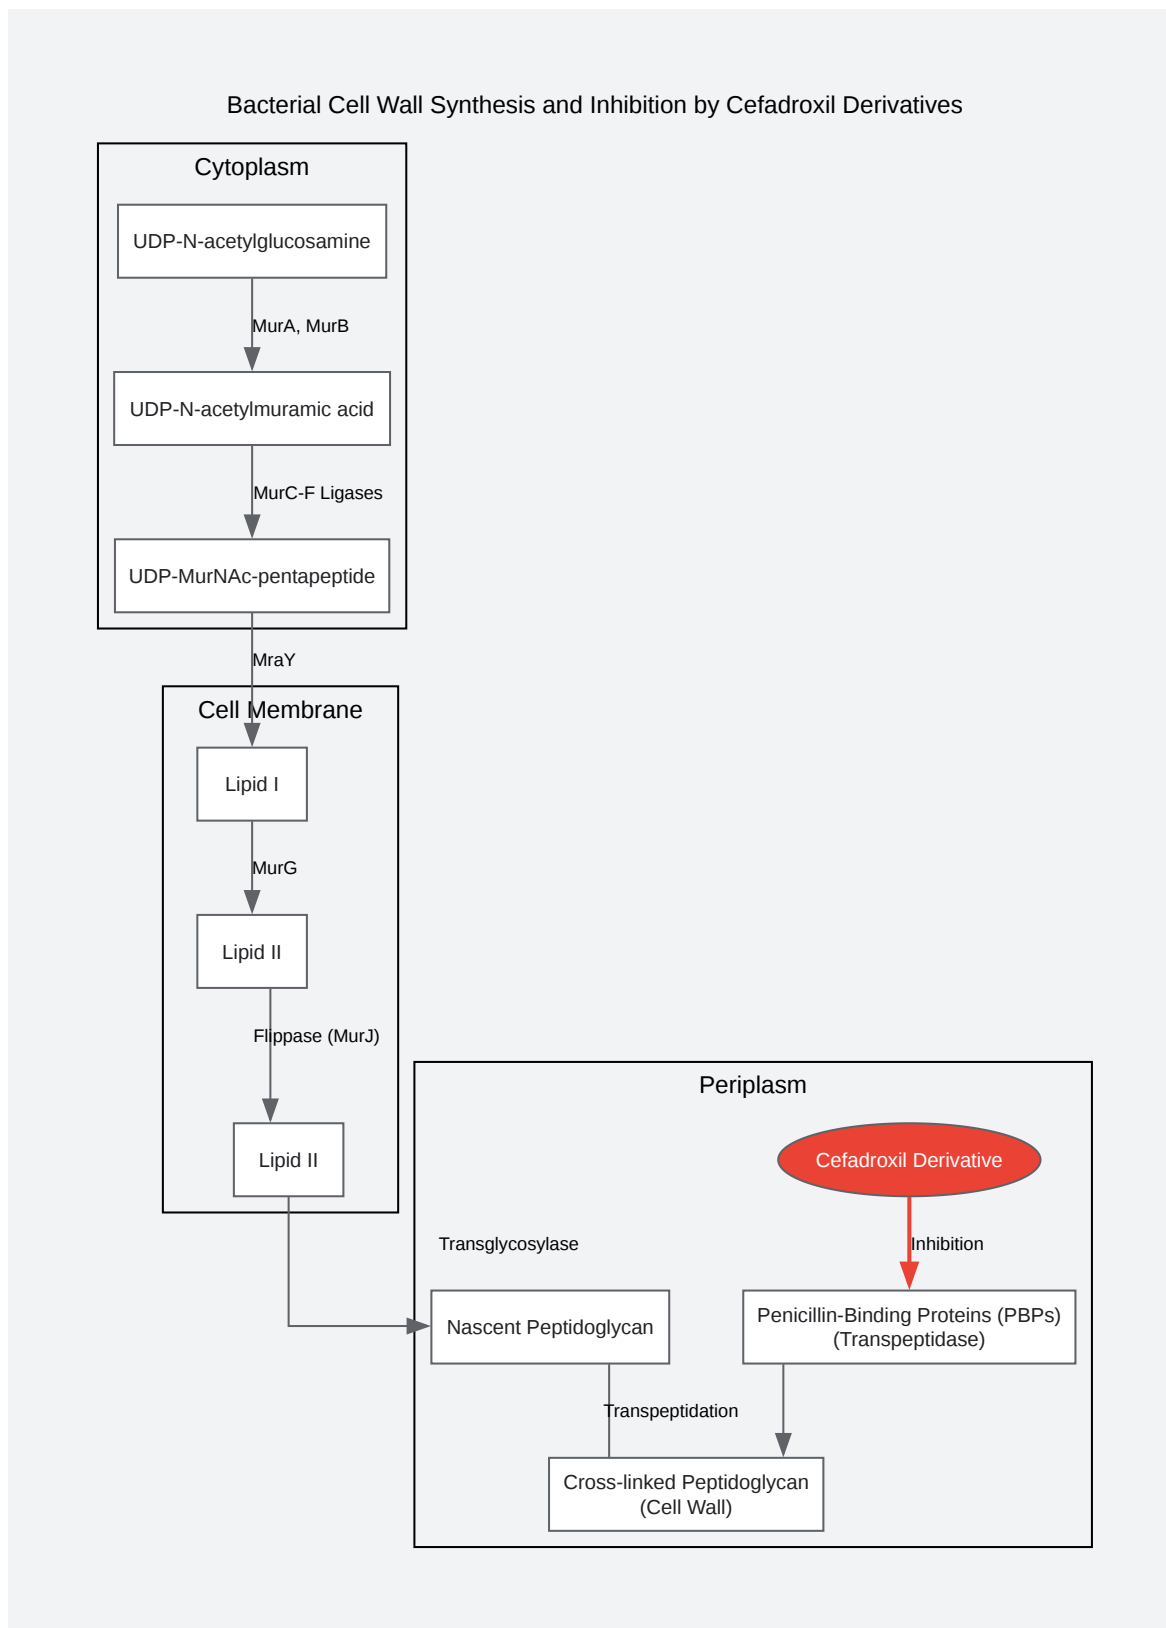 Bacterial Cell Wall Synthesis and Inhibition by Cefadroxil Derivatives
Cytoplasm
UDP-N-acetylglucosamine
MurA, MurB
UDP-N-acetylmuramic acid
MurC-F Ligases
UDP-MurNAc-pentapeptide
MraY
Cell Membrane
Lipid I
MurG
Lipid II
Flippase (MurJ)
Lipid II
Periplasm
Cefadroxil Derivative
Transglycosylase
Inhibition
Nascent Peptidoglycan
Penicillin-Binding Proteins (PBPs)
(Transpeptidase)
Transpeptidation
Cross-linked Peptidoglycan
(Cell Wall)